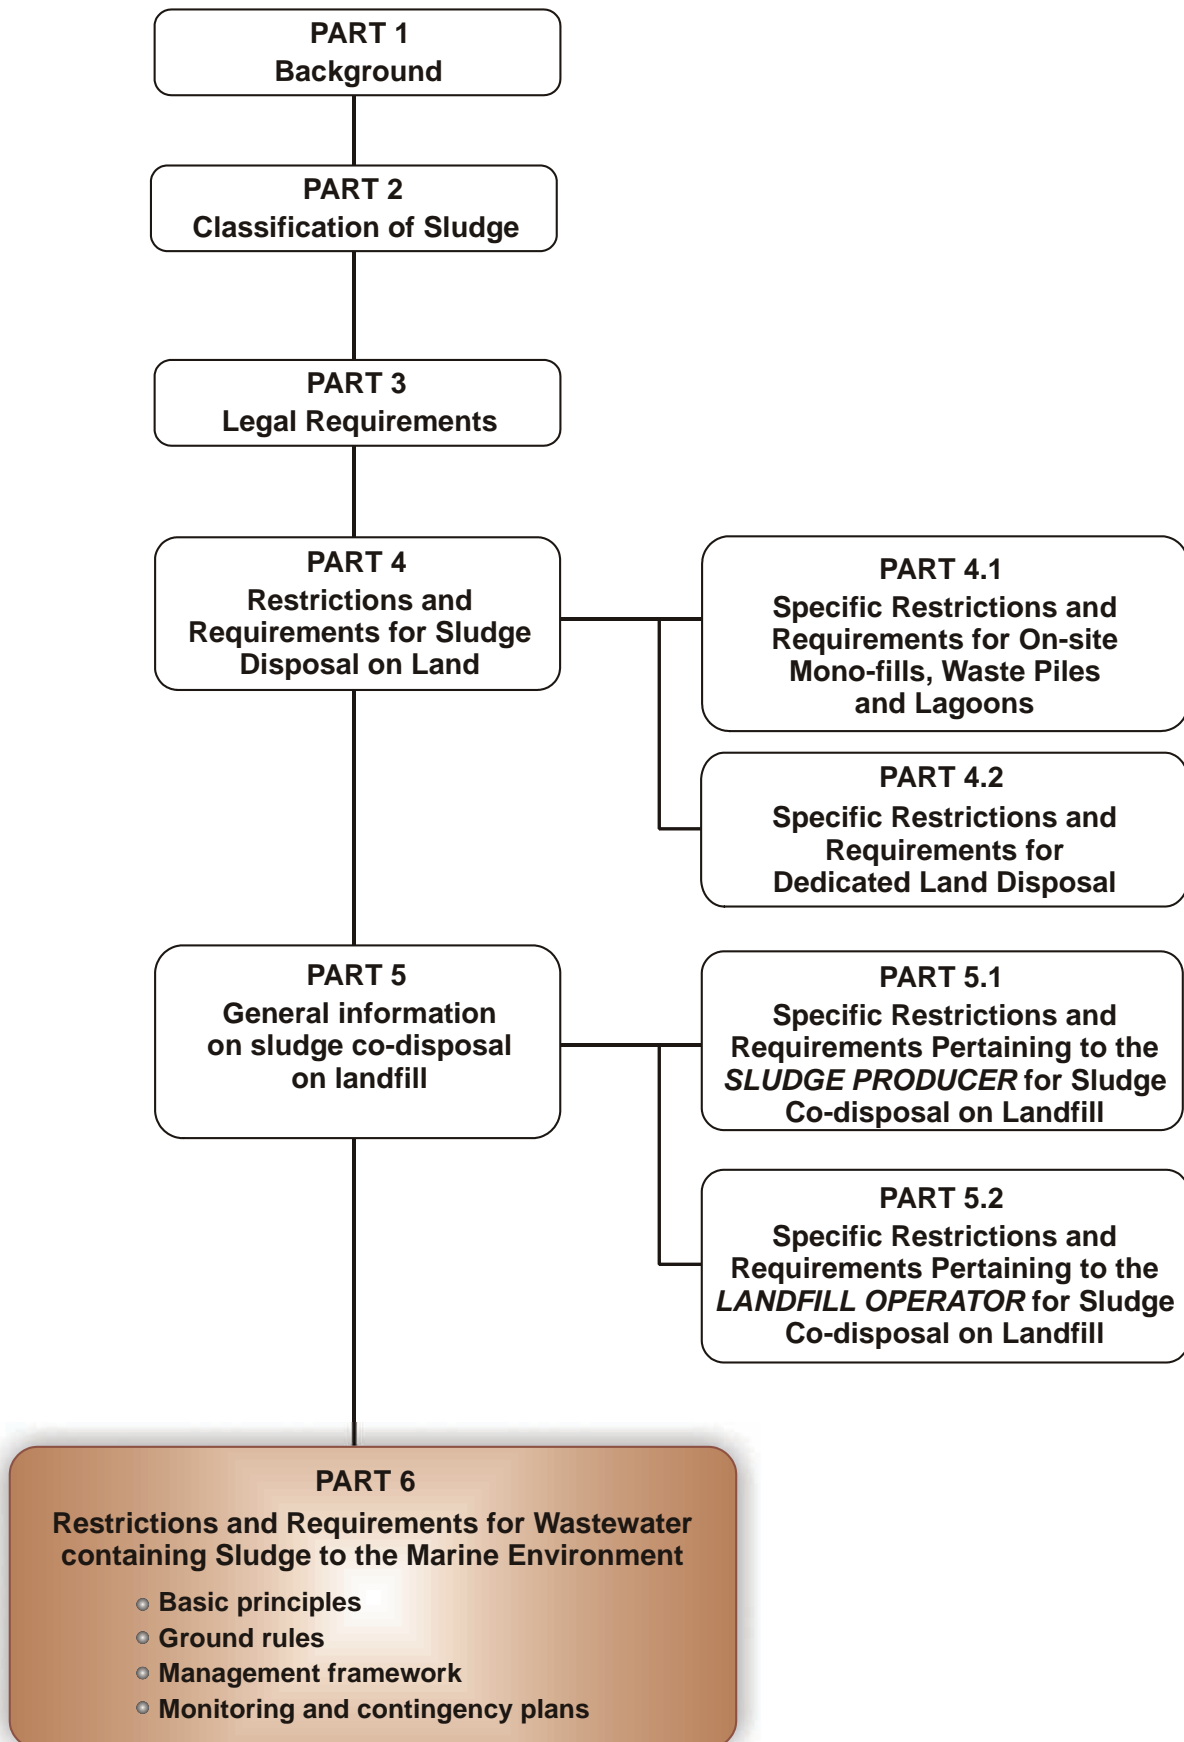 PART 1
Background
PART 2
Classification of Sludge
PART 3
Legal Requirements
PART 4
Restrictions and
Requirements for Sludge
Disposal on Land
PART 4.1
Specific Restrictions and
Requirements for On-site
Mono-fills, Waste Piles
and Lagoons
PART 4.2
Specific Restrictions and
Requirements for
Dedicated Land Disposal
PART 5
General information
on sludge co-disposal
on landfill
PART 5.1
Specific Restrictions and
Requirements Pertaining to the
SLUDGE PRODUCER for Sludge
Co-disposal on Landfill
PART 5.2
Specific Restrictions and
Requirements Pertaining to the
LANDFILL OPERATOR for Sludge
Co-disposal on Landfill
PART 6
Restrictions and Requirements for Wastewater
containing Sludge to the Marine Environment
Basic principles
Ground rules
Management framework
Monitoring and contingency plans